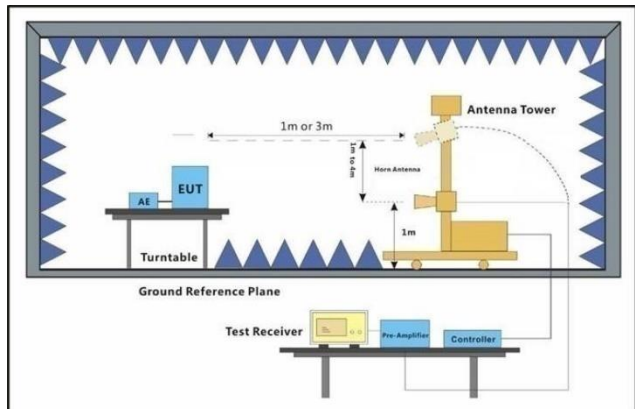 1m or 3m
Antenna Tower
1m to 4m
Horn Antenna
EUT
AE
1m
Turntable
Ground Reference Plane
Test Receiver
Pre-Amplifier
Controller